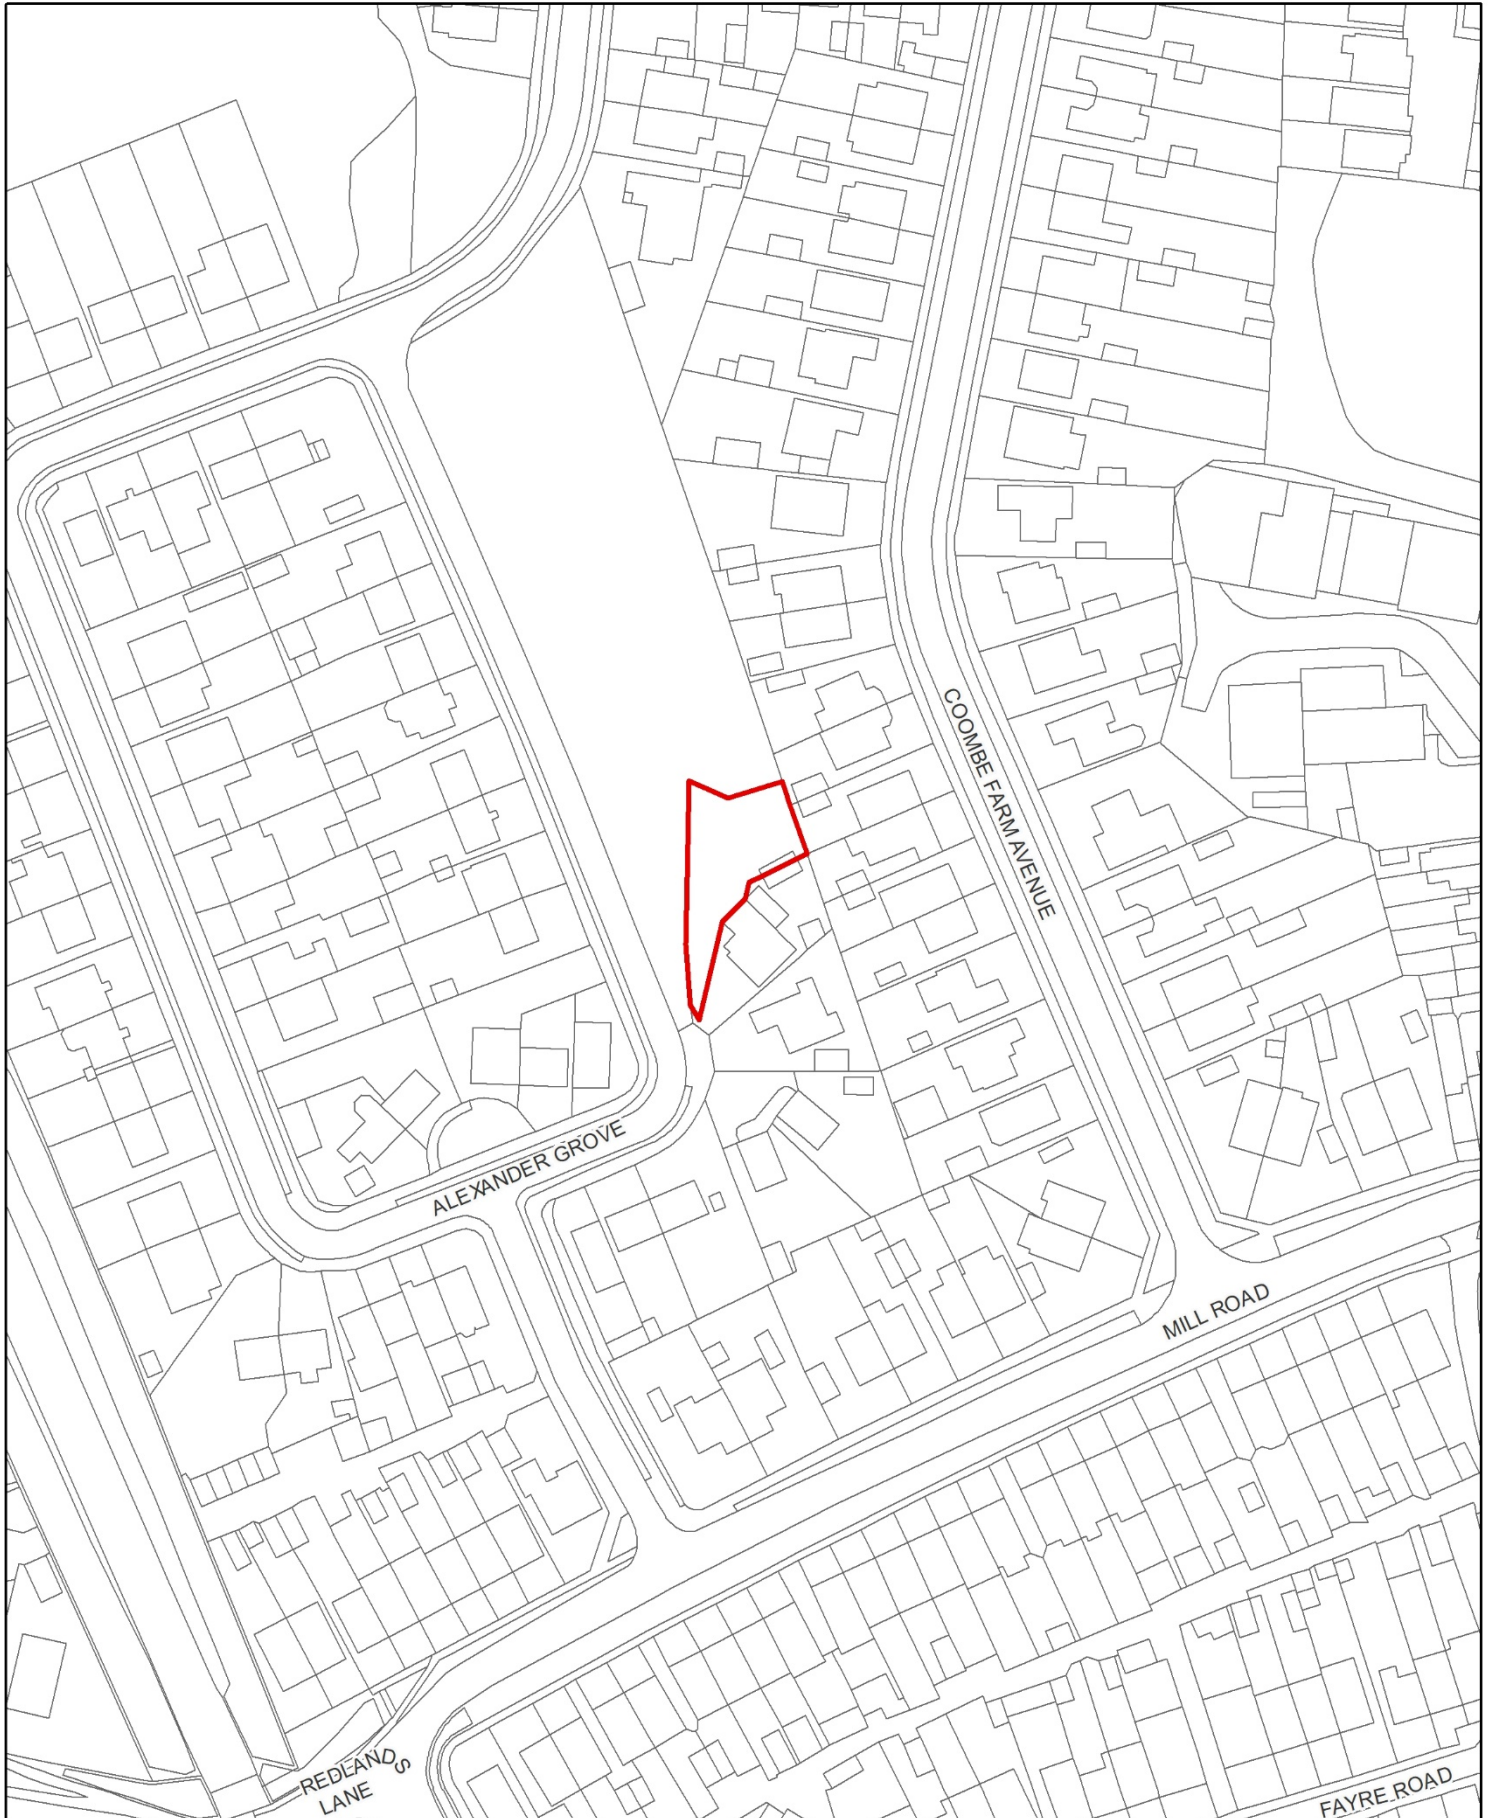 COOMBE FARM AVENUE
ALEXANDER GROVE
MILL ROAD
REDLANDS
LANE
FAYRE ROAD